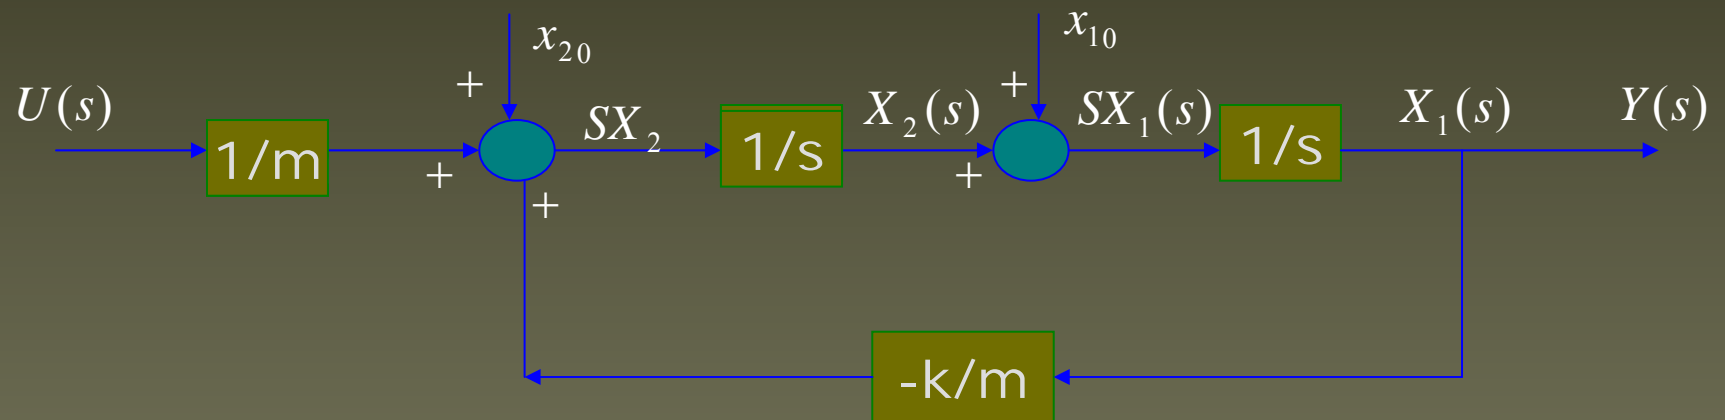 x₂₀
x₁₀
+
+
U(s)
SX₂
X₂(s)
SX₁(s)
X₁(s)
Y(s)
1/m
1/s
1/s
+
+
+
-k/m